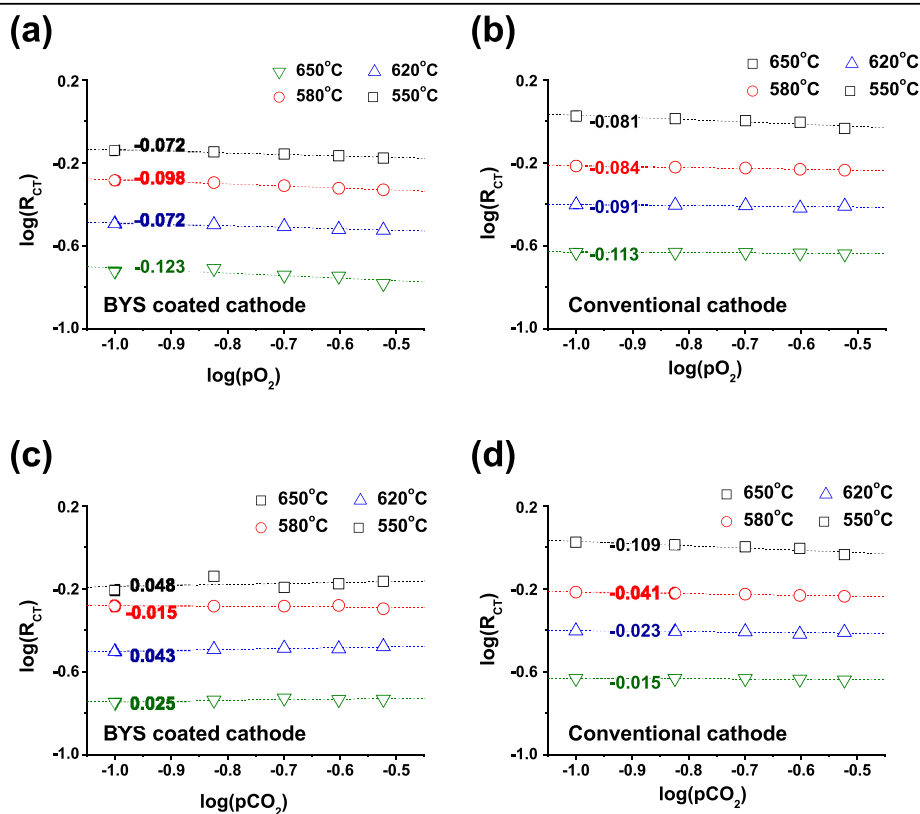 (a)
650°C 620°C
580°C 550°C
0.2
-0.2
-0.6
-1.0
log(R_CT)
-0.072
-0.098
-0.072
-0.123
BYS coated cathode
-1.0 -0.9 -0.8 -0.7 -0.6 -0.5
log(pO₂)
(b)
650°C 620°C
580°C 550°C
0.2
-0.2
-0.6
-1.0
log(R_CT)
-0.081
-0.084
-0.091
-0.113
Conventional cathode
-1.0 -0.9 -0.8 -0.7 -0.6 -0.5
log(pO₂)
(c)
650°C 620°C
580°C 550°C
0.2
-0.2
-0.6
-1.0
log(R_CT)
0.048
-0.015
0.043
0.025
BYS coated cathode
-1.0 -0.9 -0.8 -0.7 -0.6 -0.5
log(pCO₂)
(d)
650°C 620°C
580°C 550°C
0.2
-0.2
-0.6
-1.0
log(R_CT)
-0.109
-0.041
-0.023
-0.015
Conventional cathode
-1.0 -0.9 -0.8 -0.7 -0.6 -0.5
log(pCO₂)